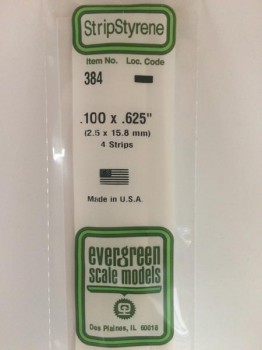 StripStyrene
Item No. Loc. Code
384
.100 x .625"
(2.5 x 15.8 mm)
4 Strips
Made in U.S.A.
evergreen
scale models
Des Plaines, IL 60018